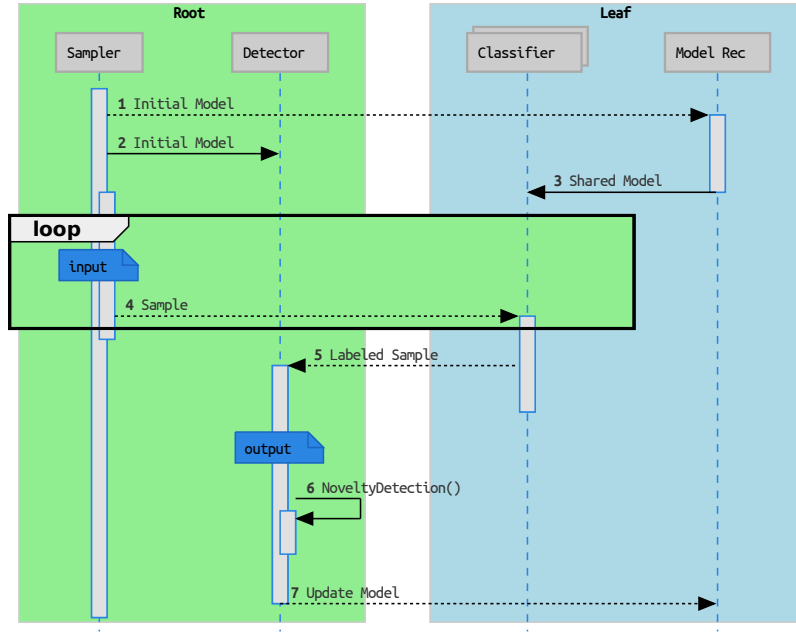 Root
Leaf
Sampler
Detector
Classifier
Model Rec
1 Initial Model
2 Initial Model
3 Shared Model
loop
input
4 Sample
5 Labeled Sample
output
6 NoveltyDetection()
7 Update Model